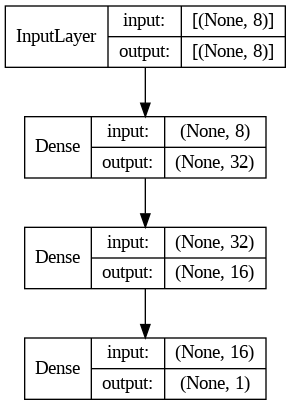 InputLayer
input: [(None, 8)]
output: [(None, 8)]
Dense
input: (None, 8)
output: (None, 32)
Dense
input: (None, 32)
output: (None, 16)
Dense
input: (None, 16)
output: (None, 1)